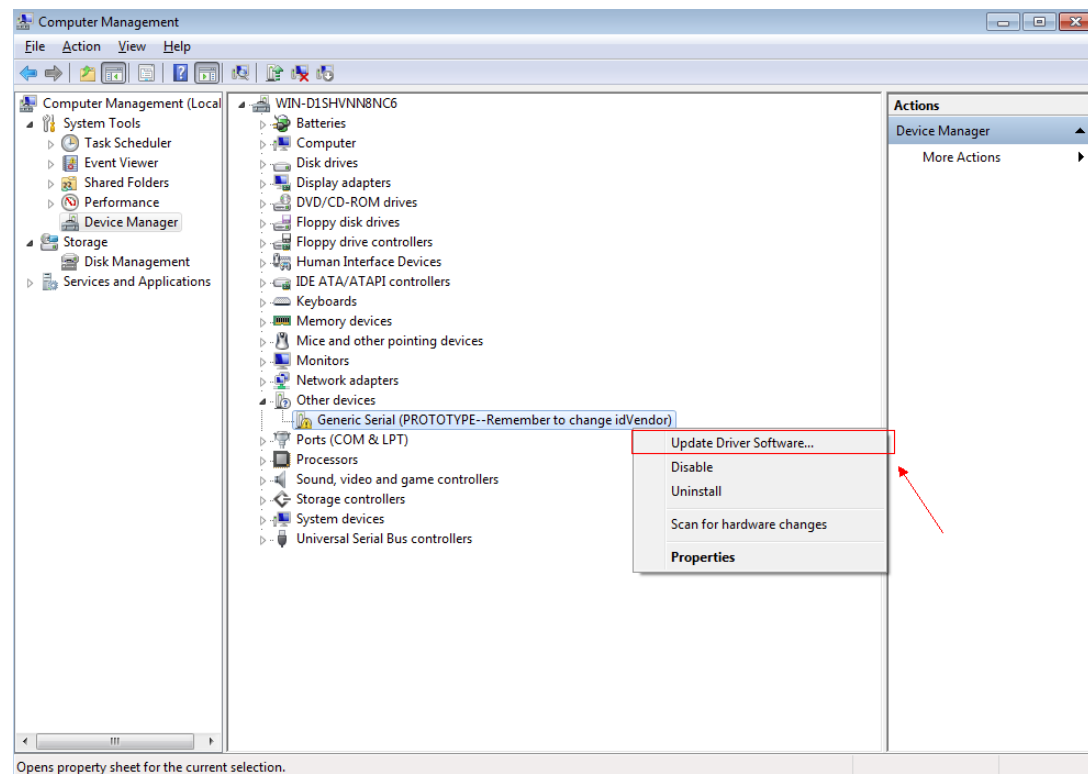 Computer Management
File Action View Help
Computer Management (Local
System Tools
Task Scheduler
Event Viewer
Shared Folders
Performance
Device Manager
Storage
Disk Management
Services and Applications
WIN-D1SHVNN8NC6
Batteries
Computer
Disk drives
Display adapters
DVD/CD-ROM drives
Floppy disk drives
Floppy drive controllers
Human Interface Devices
IDE ATA/ATAPI controllers
Keyboards
Memory devices
Mice and other pointing devices
Monitors
Network adapters
Other devices
Generic Serial (PROTOTYPE--Remember to change idVendor)
Ports (COM & LPT)
Processors
Sound, video and game controllers
Storage controllers
System devices
Universal Serial Bus controllers
Update Driver Software...
Disable
Uninstall
Scan for hardware changes
Properties
Actions
Device Manager
More Actions
Opens property sheet for the current selection.